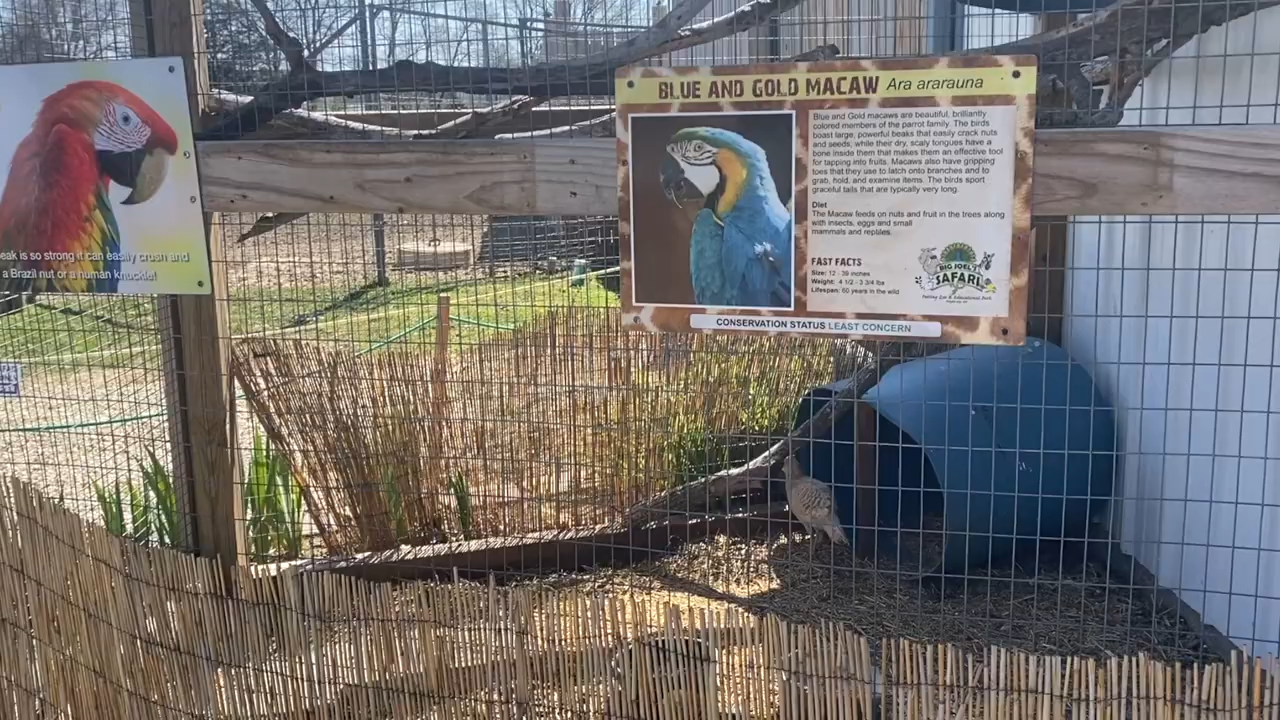 eak is so strong it can easily crush and
a Brazil nut or a human knuckle!
BLUE AND GOLD MACAW Ara ararauna
Blue and Gold macaws are beautiful, brilliantly
colored members of the parrot family. The birds
boast large, powerful beaks that easily crack nuts
and seeds, while their dry, scaly tongues have a
bone inside them that makes them an effective tool
for tapping into fruits. Macaws also have gripping
toes that they use to latch onto branches and to
grab, hold, and examine items. The birds sport
graceful tails that are typically very long.
Diet
The Macaw feeds on nuts and fruit in the trees along
with insects, eggs and small
mammals and reptiles.
FAST FACTS
Size: 12 - 39 inches
Weight: 4 1/2 - 3 3/4 lbs
Lifespan: 60 years in the wild
BIG JOEL'S
SAFARI
Petting Zoo & Educational Park
CONSERVATION STATUS LEAST CONCERN